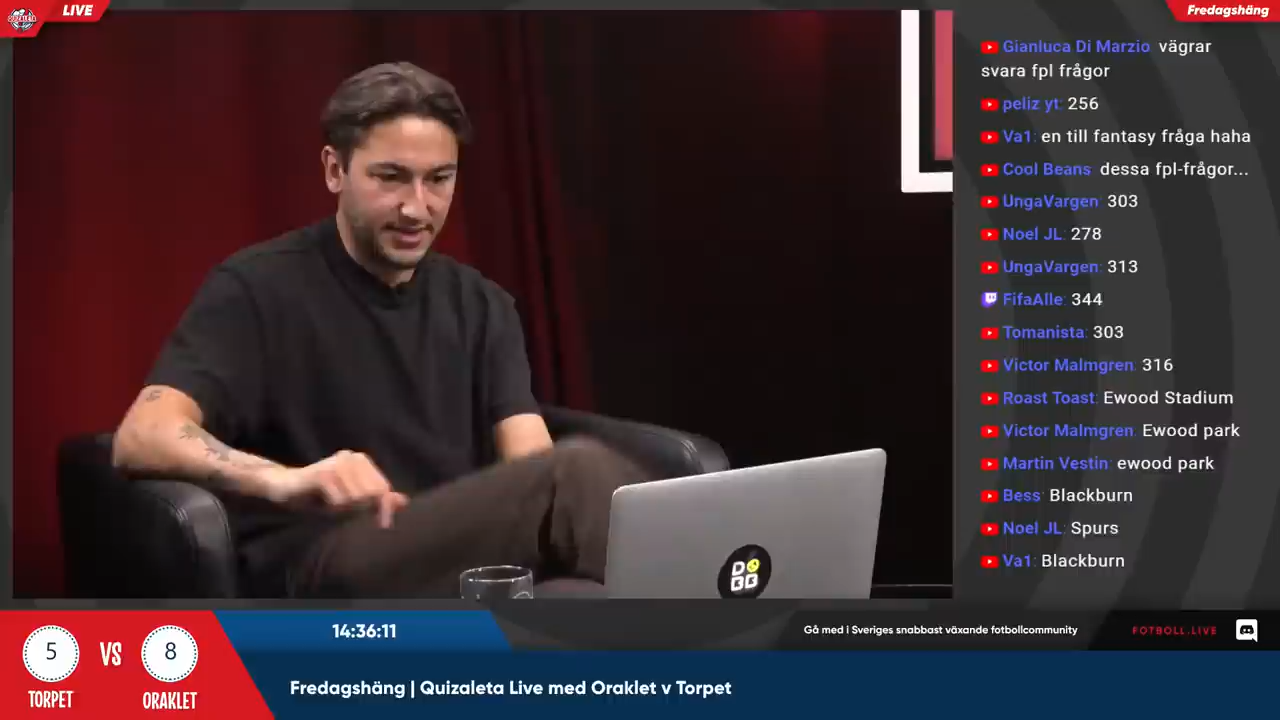 QUIZALETA
LIVE
Fredagshäng
Gianluca Di Marzio: vägrar
svara fpl frågor
peliz yt: 256
Va1: en till fantasy fråga haha
Cool Beans: dessa fpl-frågor...
UngaVargen: 303
Noel JL: 278
UngaVargen: 313
FifaAlle: 344
Tomanista: 303
Victor Malmgren: 316
Roast Toast: Ewood Stadium
Victor Malmgren: Ewood park
Martin Vestin: ewood park
Bess: Blackburn
Noel JL: Spurs
Va1: Blackburn
5
VS
8
TORPET
ORAKLET
14:36:11
Gå med i Sveriges snabbast växande fotbollcommunity
FOTBOLL.LIVE
Fredagshäng | Quizaleta Live med Oraklet v Torpet